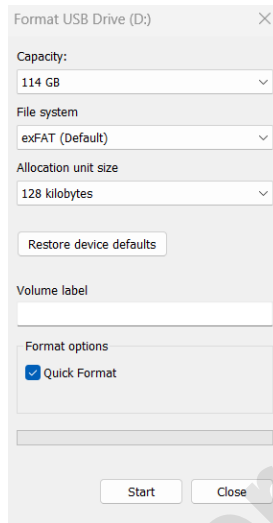 Format USB Drive (D:)
Capacity:
114 GB
File system
exFAT (Default)
Allocation unit size
128 kilobytes
Restore device defaults
Volume label
Format options
Quick Format
Start Close